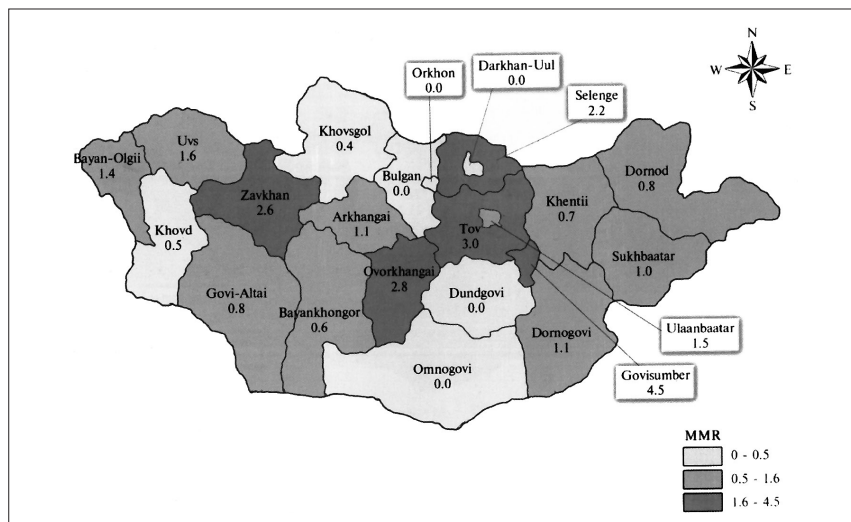 N
W E
S
Orkhon
0.0
Darkhan-Uul
0.0
Selenge
2.2
Khovsgol
0.4
Uvs
1.6
Bayan-Olgii
1.4
Bulgan
0.0
Dornod
0.8
Zavkhan
2.6
Khentii
0.7
Arkhangai
1.1
Khovd
0.5
Tov
3.0
Ovorkhangai
2.8
Sukhbaatar
1.0
Govi-Altai
0.8
Dundgovi
0.0
Bayankhongor
0.6
Ulaanbaatar
1.5
Dornogovi
1.1
Govisumber
4.5
Omnogovi
0.0
MMR
0 - 0.5
0.5 - 1.6
1.6 - 4.5